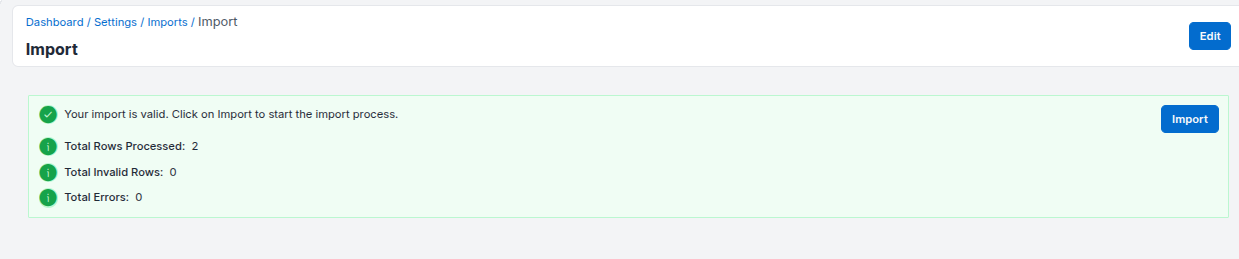 Dashboard / Settings / Imports / Import
Import
Edit
Your import is valid. Click on Import to start the import process.
Import
Total Rows Processed: 2
Total Invalid Rows: 0
Total Errors: 0